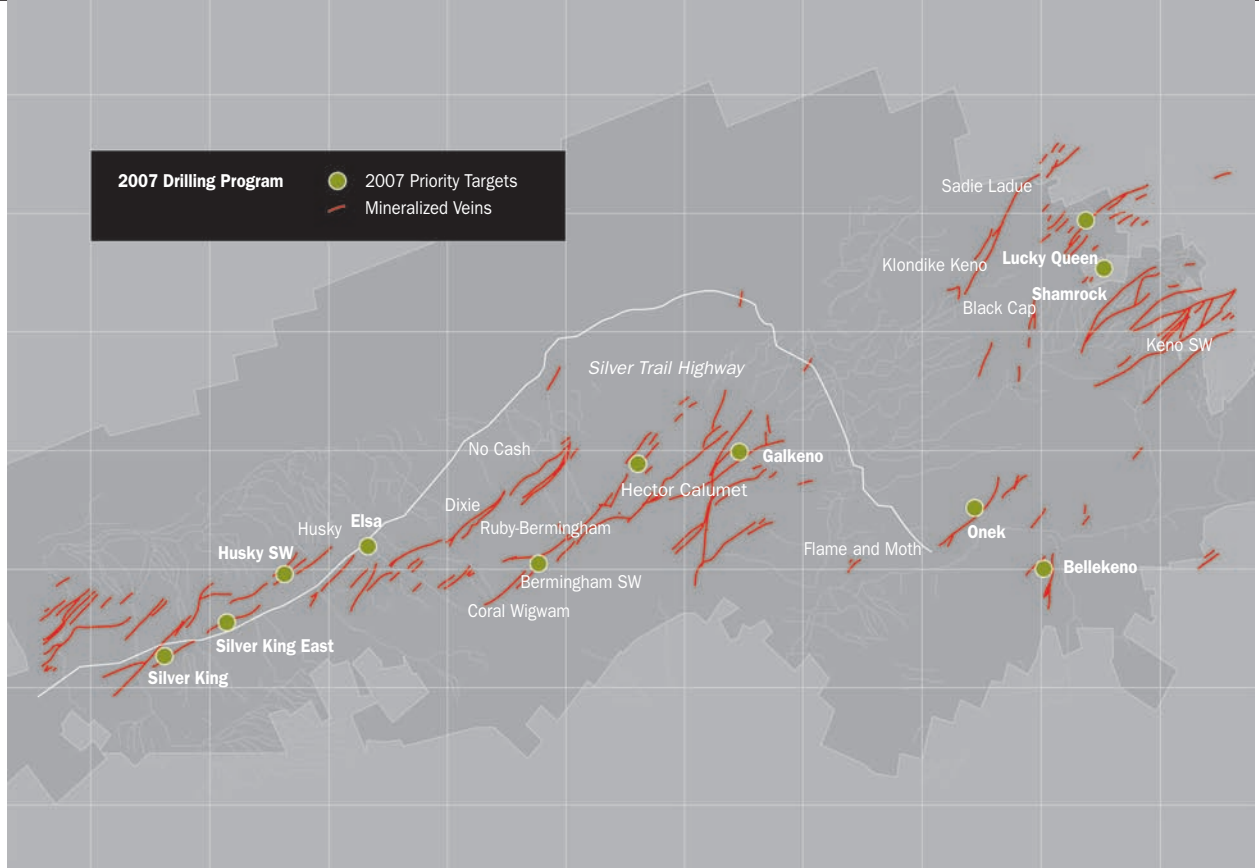 2007 Drilling Program
2007 Priority Targets
Mineralized Veins
Sadie Ladue
Klondike Keno
Lucky Queen
Shamrock
Black Cap
Keno SW
Silver Trail Highway
No Cash
Galkeno
Hector Calumet
Dixie
Ruby-Bermingham
Husky
Elsa
Onek
Husky SW
Flame and Moth
Bellekeno
Bermingham SW
Coral Wigwam
Silver King East
Silver King